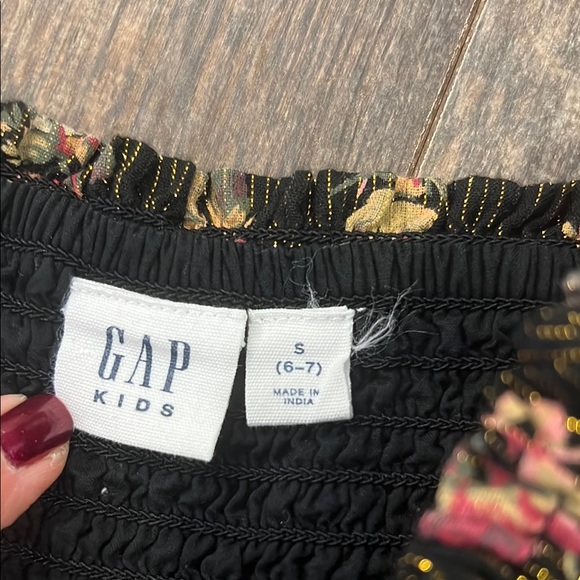 GAP
KIDS
S
(6-7)
MADE IN
INDIA